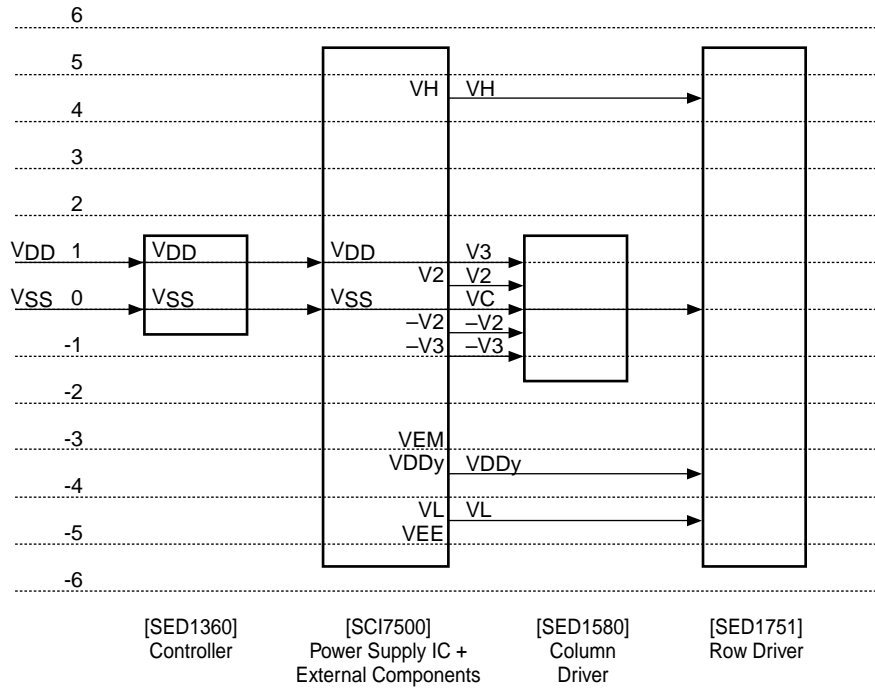 6
5
VH VH
4
3
2
VDD 1 VDD VDD V3
V2 V2
VSS 0 VSS VSS VC
–V2 –V2
-1 –V3 –V3
-2
-3 VEM
VDDy VDDy
-4
VL VL
-5 VEE
-6
[SED1360] [SCI7500] [SED1580] [SED1751]
Controller Power Supply IC + Column Row Driver
External Components Driver